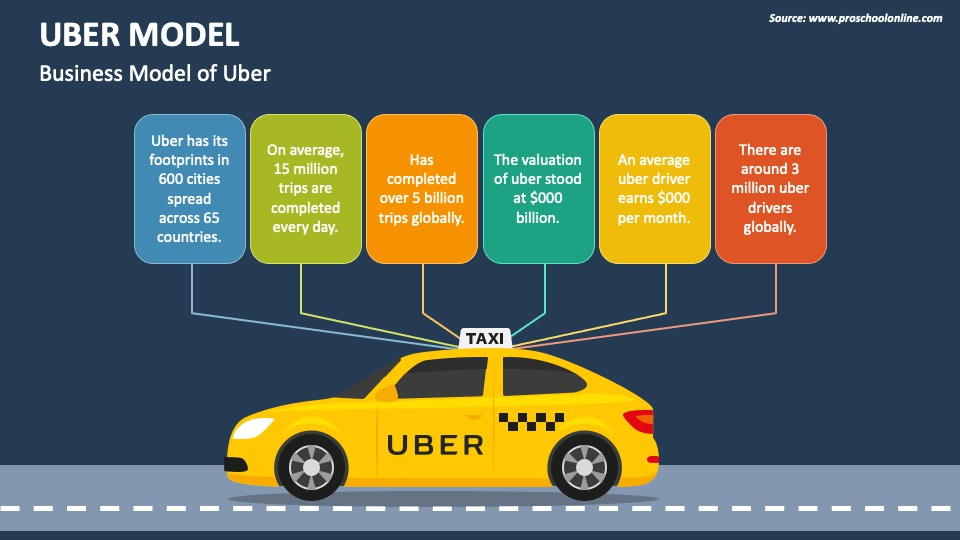 Source: www.proschoolonline.com
UBER MODEL
Business Model of Uber
Uber has its
footprints in
600 cities
spread
across 65
countries.
On average,
15 million
trips are
completed
every day.
Has
completed
over 5 billion
trips globally.
The valuation
of uber stood
at $000
billion.
An average
uber driver
earns $000
per month.
There are
around 3
million uber
drivers
globally.
TAXI
UBER